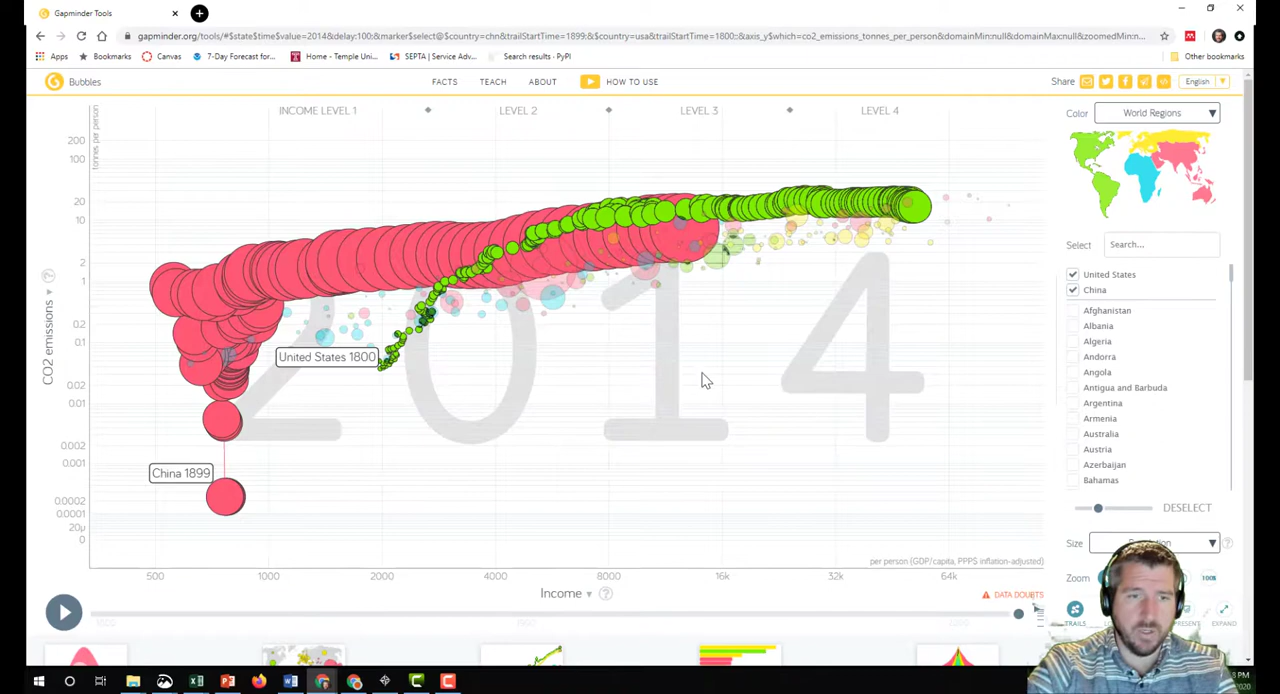 Gapminder Tools
gapminder.org/tools/#$state$time$value=2014&delay:100;&marker$select@$country=chn&trailStartTime=1899;&$country=usa&trailStartTime=1800;;&axis_y$which=co2_emissions_tonnes_per_person&domainMin:null&domainMax:null&zoomedMin:n...
Apps Bookmarks Canvas 7-Day Forecast for... Home - Temple Uni... SEPTA | Service Adv... Search results · PyPI Other bookmarks
Bubbles FACTS TEACH ABOUT HOW TO USE Share English
INCOME LEVEL 1 LEVEL 2 LEVEL 3 LEVEL 4
Color World Regions
tonnes per person
CO2 emissions
200
100
20
10
2
1
0.2
0.1
0.02
0.01
0.002
0.001
0.0002
0.0001
20µ
0
2014
United States 1800
China 1899
Select Search...
United States
China
Afghanistan
Albania
Algeria
Andorra
Angola
Antigua and Barbuda
Argentina
Armenia
Australia
Austria
Azerbaijan
Bahamas
DESELECT
Size
per person (GDP/capita, PPP$ inflation-adjusted)
500 1000 2000 4000 8000 16k 32k 64k
Zoom 100%
Income
DATA DOUBTS
TRAILS EXPAND